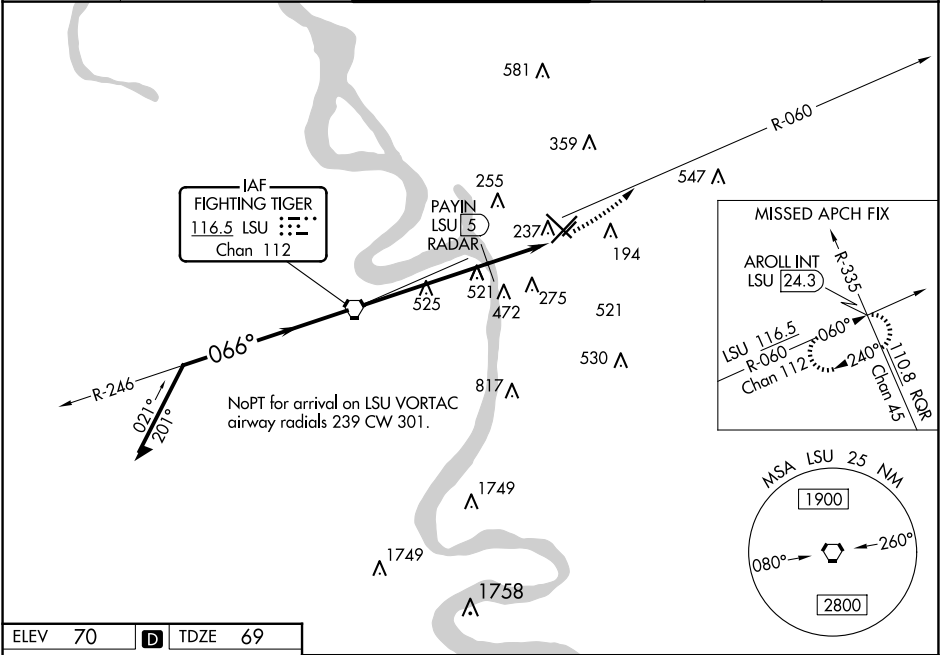 581
R-060
359
547
255
IAF
FIGHTING TIGER
116.5 LSU
Chan 112
PAYIN
LSU 5
RADAR
237
194
MISSED APCH FIX
R-335
AROLL INT
LSU 24.3
LSU 116.5
R-060
Chan 112
060°
240°
110.8 RQR
Chan 45
525
521
472
275
521
066°
530
R-246
021°
201°
817
NoPT for arrival on LSU VORTAC
airway radials 239 CW 301.
1749
1749
1758
MSA LSU 25 NM
1900
080°
260°
2800
ELEV 70 D TDZE 69